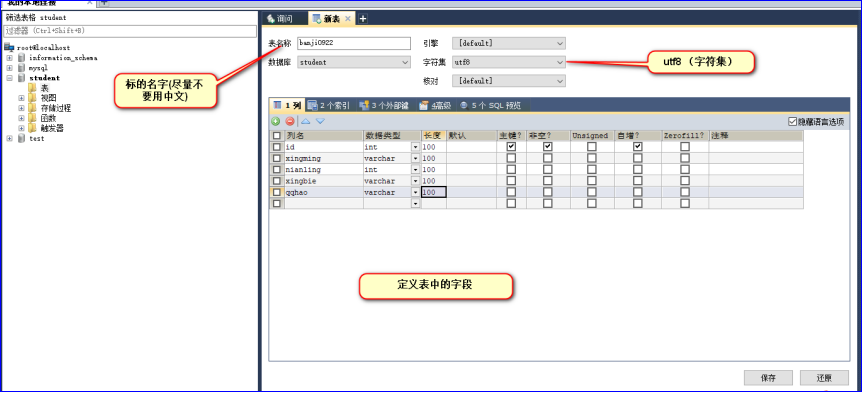 我的本地连接
筛选表格 student
过滤器 (Ctrl+Shift+B)
root@localhost
information_schema
mysql
student
表
视图
存储过程
函数
触发器
test
询问
新表
表名称 banji0922
引擎 [default]
数据库 student
字符集 utf8
核对 [default]
标的名字(尽量不
要用中文)
utf8 （字符集）
1 列 2 个索引 3 个外部键 4高级 5 个 SQL 预览
隐藏语言选项
列名 数据类型 长度 默认 主键? 非空? Unsigned 自增? Zerofill? 注释
id int 100
xingming varchar 100
nianling int 100
xingbie varchar 100
qqhao varchar 100
定义表中的字段
保存 还原